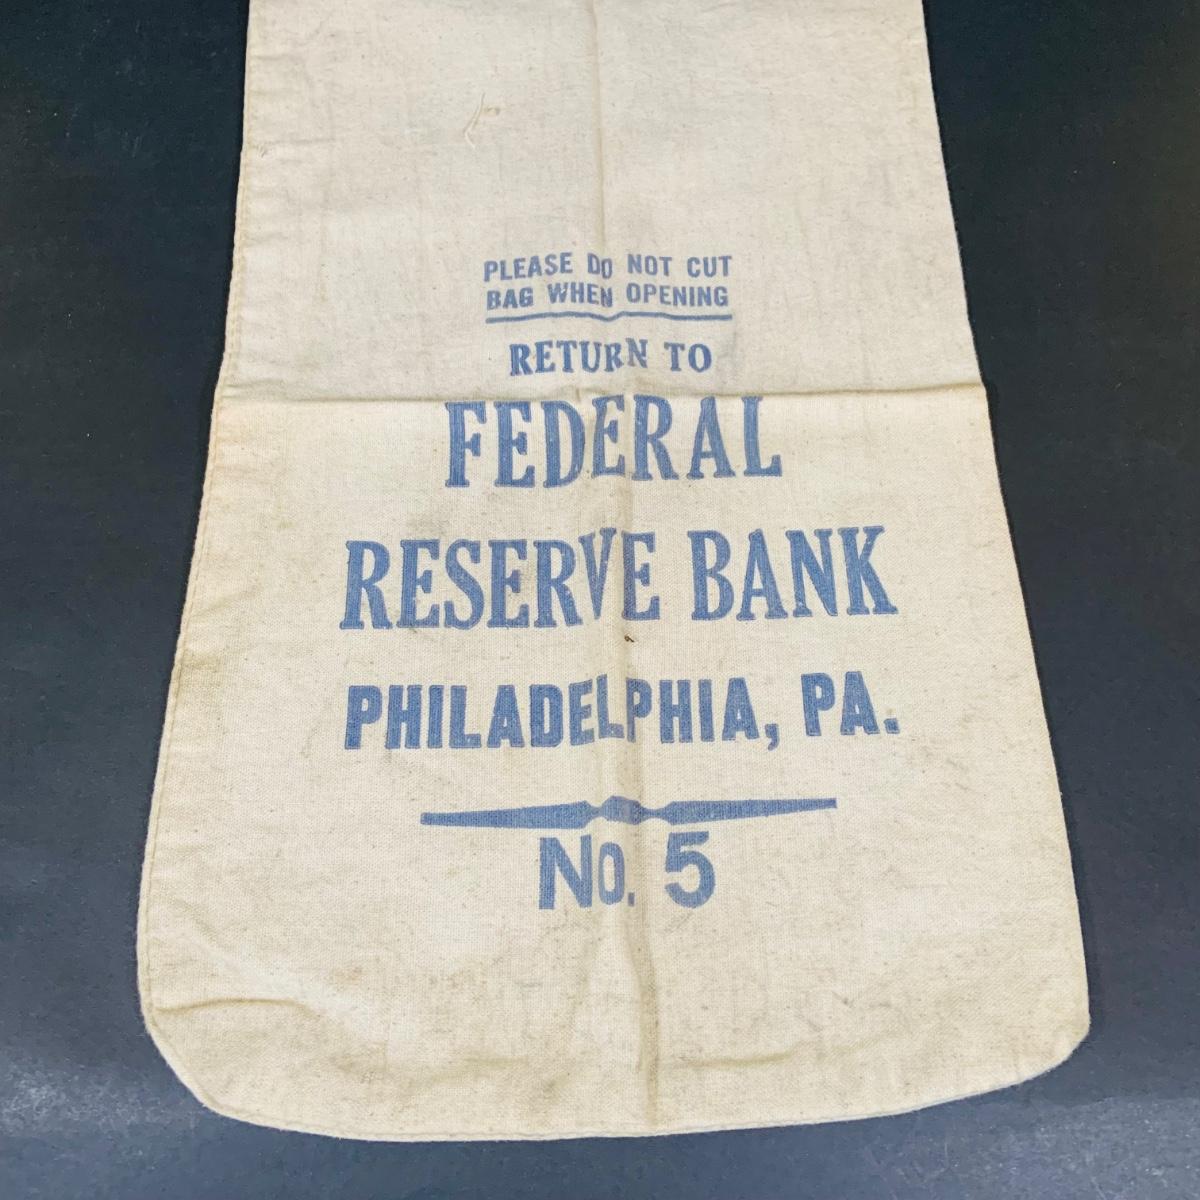 PLEASE DO NOT CUT
BAG WHEN OPENING
RETURN TO
FEDERAL
RESERVE BANK
PHILADELPHIA, PA.
No. 5